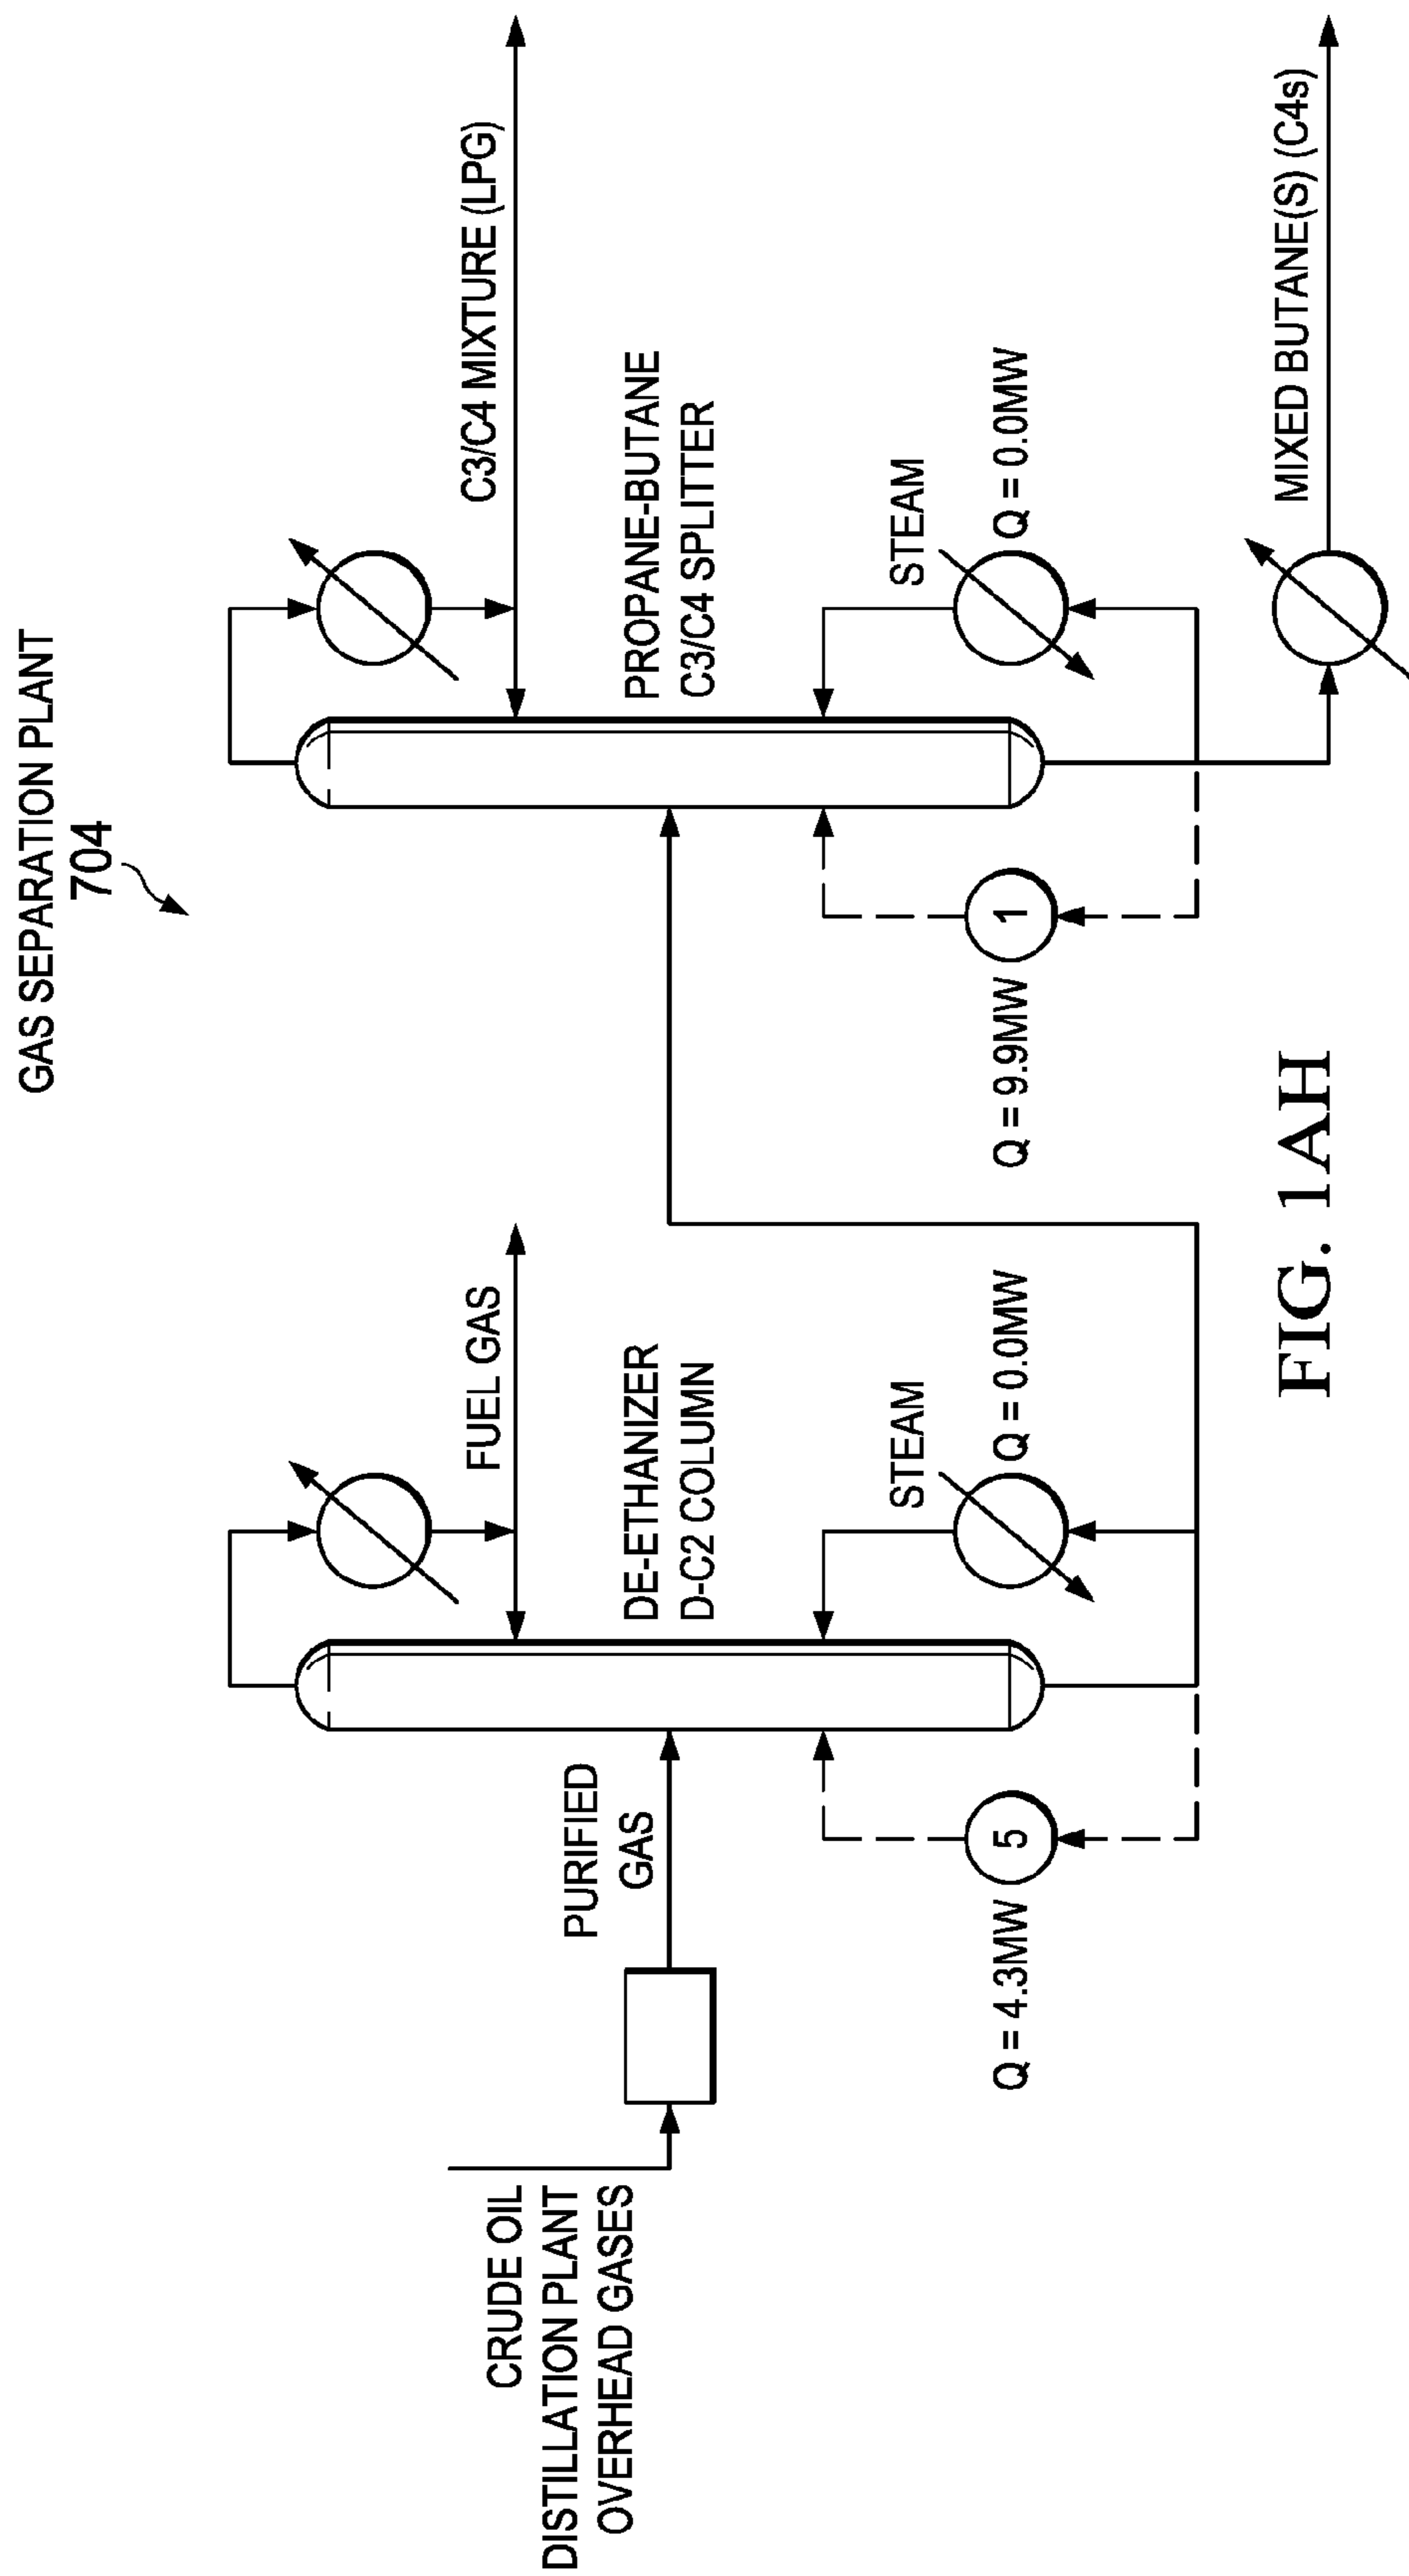 GAS SEPARATION PLANT
704
CRUDE OIL
DISTILLATION PLANT
OVERHEAD GASES
PURIFIED
GAS
FUEL GAS
DE-ETHANIZER
D-C2 COLUMN
STEAM
Q = 0.0MW
5
Q = 4.3MW
C3/C4 MIXTURE (LPG)
PROPANE-BUTANE
C3/C4 SPLITTER
STEAM
Q = 0.0MW
1
Q = 9.9MW
MIXED BUTANE(S) (C4s)
FIG. 1AH